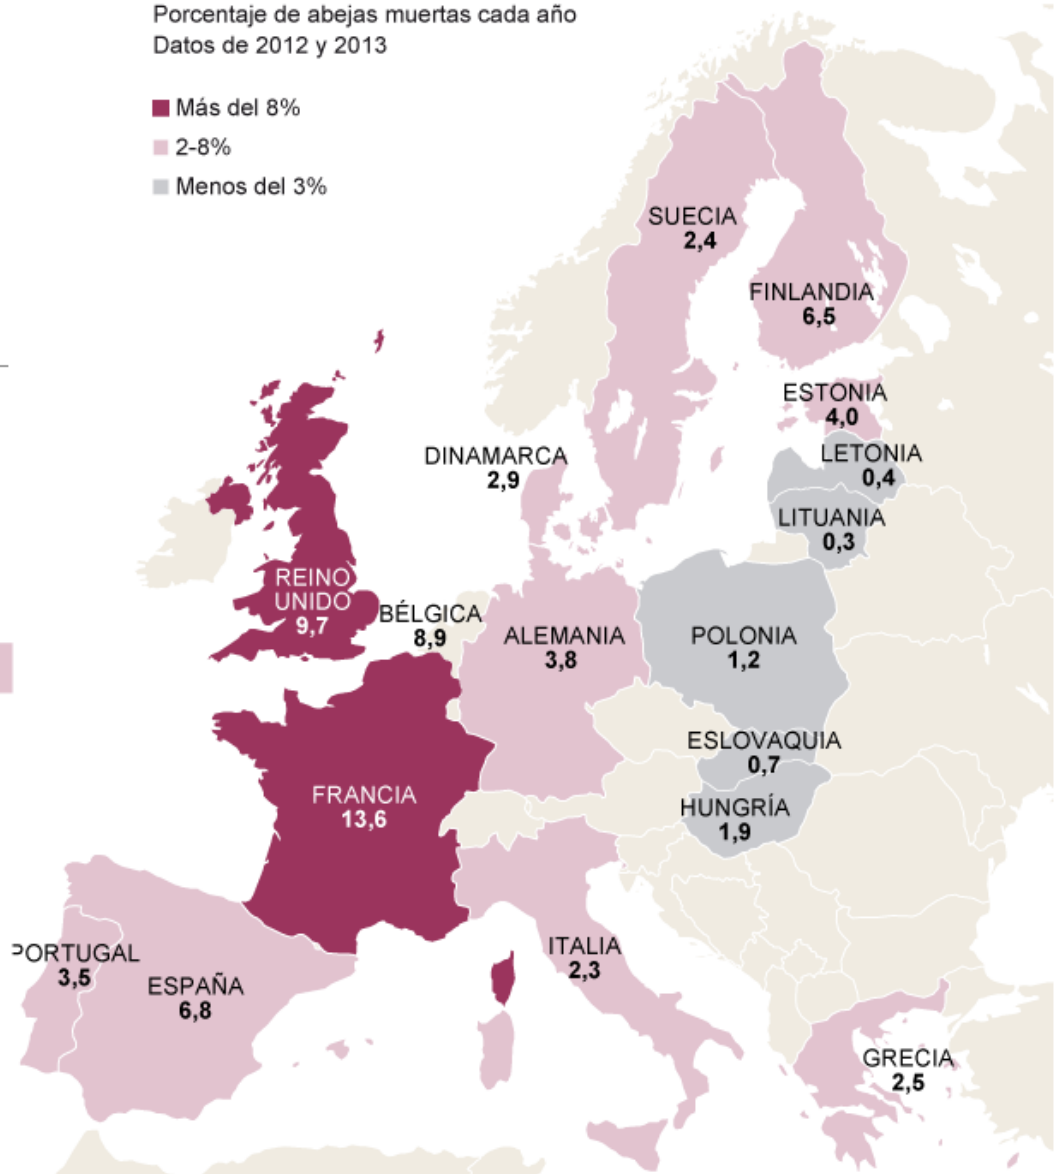 Porcentaje de abejas muertas cada año
Datos de 2012 y 2013
Más del 8%
2-8%
Menos del 3%
SUECIA
2,4
FINLANDIA
6,5
ESTONIA
4,0
LETONIA
0,4
LITUANIA
0,3
DINAMARCA
2,9
REINO
UNIDO
9,7
BÉLGICA
8,9
ALEMANIA
3,8
POLONIA
1,2
ESLOVAQUIA
0,7
HUNGRÍA
1,9
FRANCIA
13,6
ITALIA
2,3
PORTUGAL
3,5
ESPAÑA
6,8
GRECIA
2,5